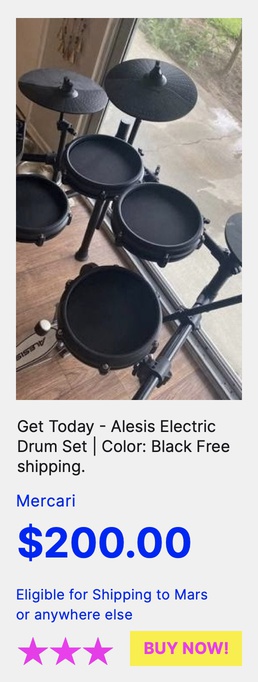 ALESIS
Get Today - Alesis Electric
Drum Set | Color: Black Free
shipping.
Mercari
$200.00
Eligible for Shipping to Mars
or anywhere else
BUY NOW!